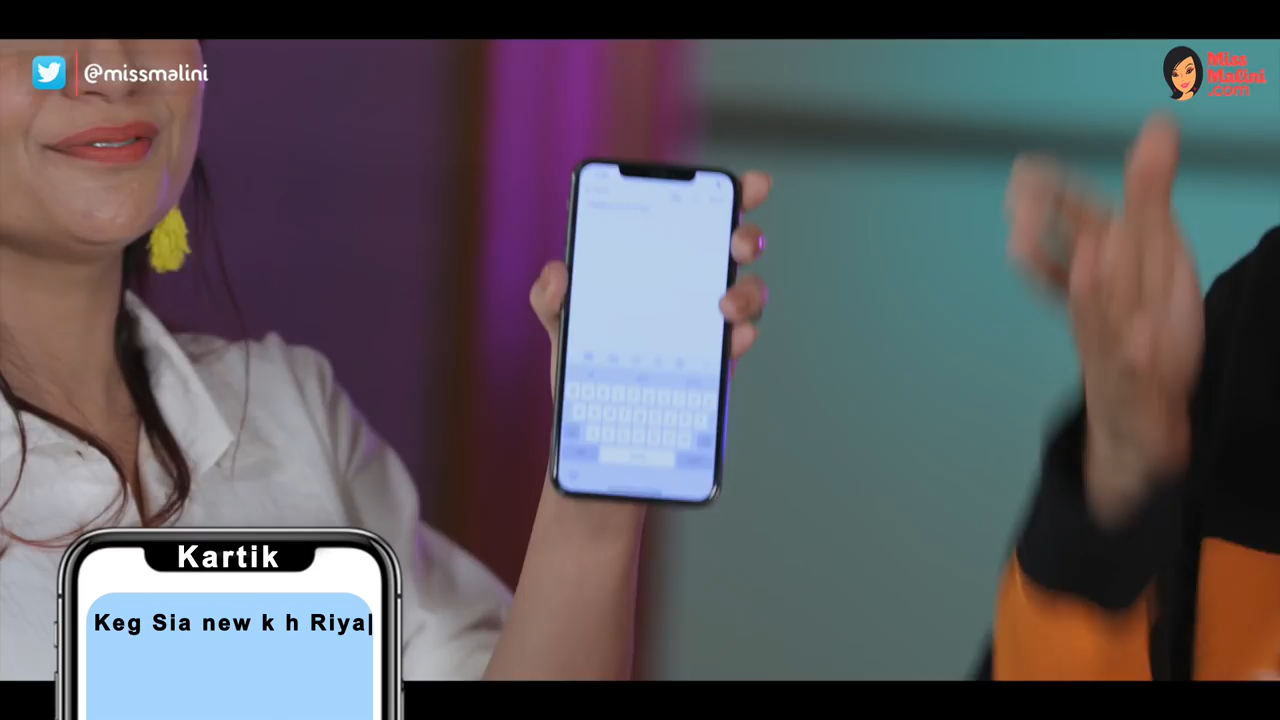 @missmalini
Miss
Malini
.com
Kartik
Keg Sia new k h Riya